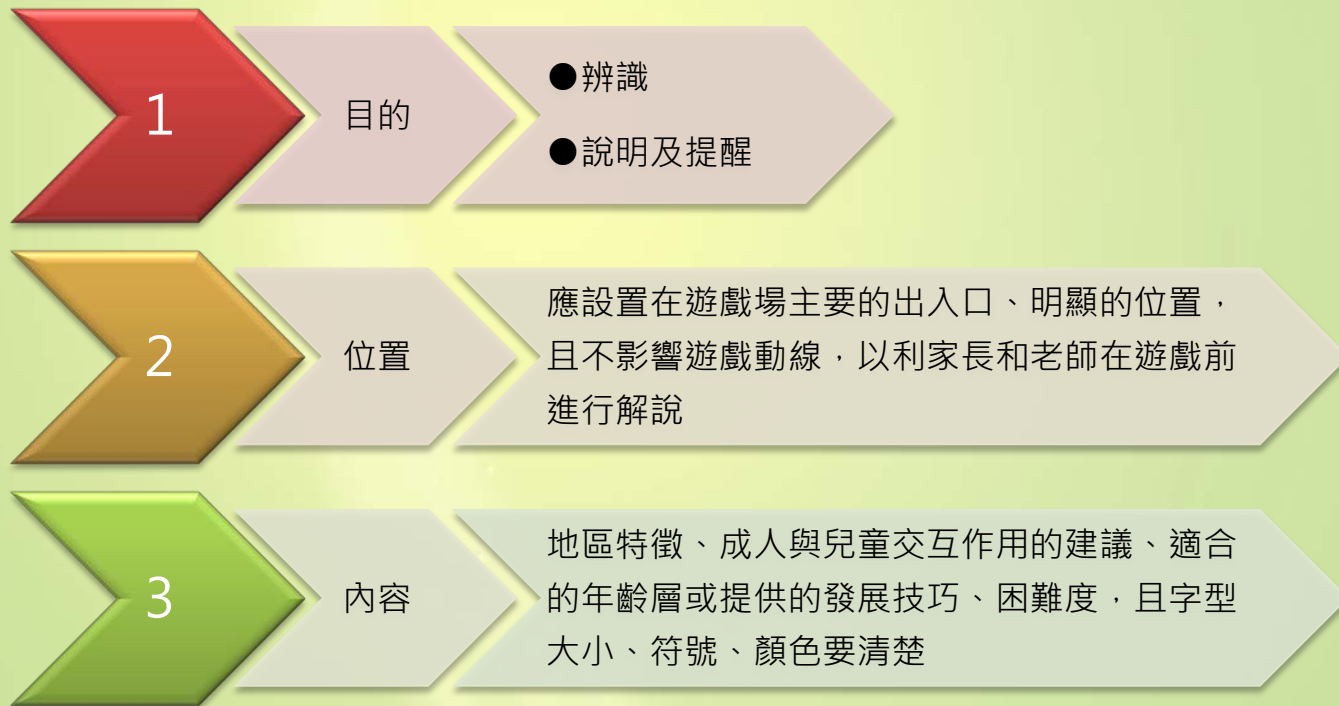 1
目的
●辨識
●說明及提醒
2
位置
應設置在遊戲場主要的出入口、明顯的位置，
且不影響遊戲動線，以利家長和老師在遊戲前
進行解說
3
內容
地區特徵、成人與兒童交互作用的建議、適合
的年齡層或提供的發展技巧、困難度，且字型
大小、符號、顏色要清楚